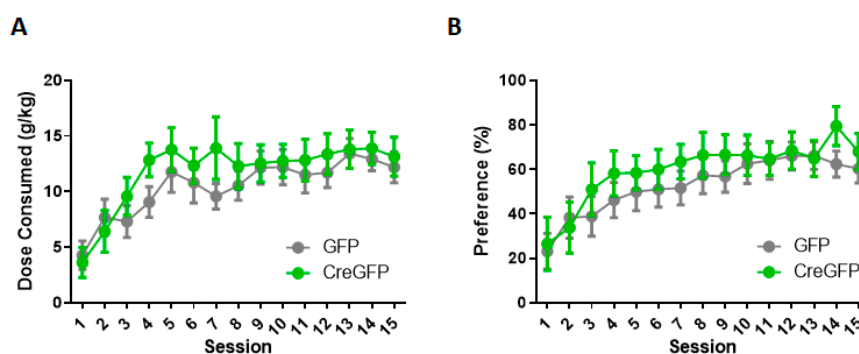 A
B
Dose Consumed (g/kg)
20
15
10
5
0
GFP
CreGFP
1 2 3 4 5 6 7 8 9 10 11 12 13 14 15
Session
Preference (%)
100
80
60
40
20
0
GFP
CreGFP
1 2 3 4 5 6 7 8 9 10 11 12 13 14 15
Session